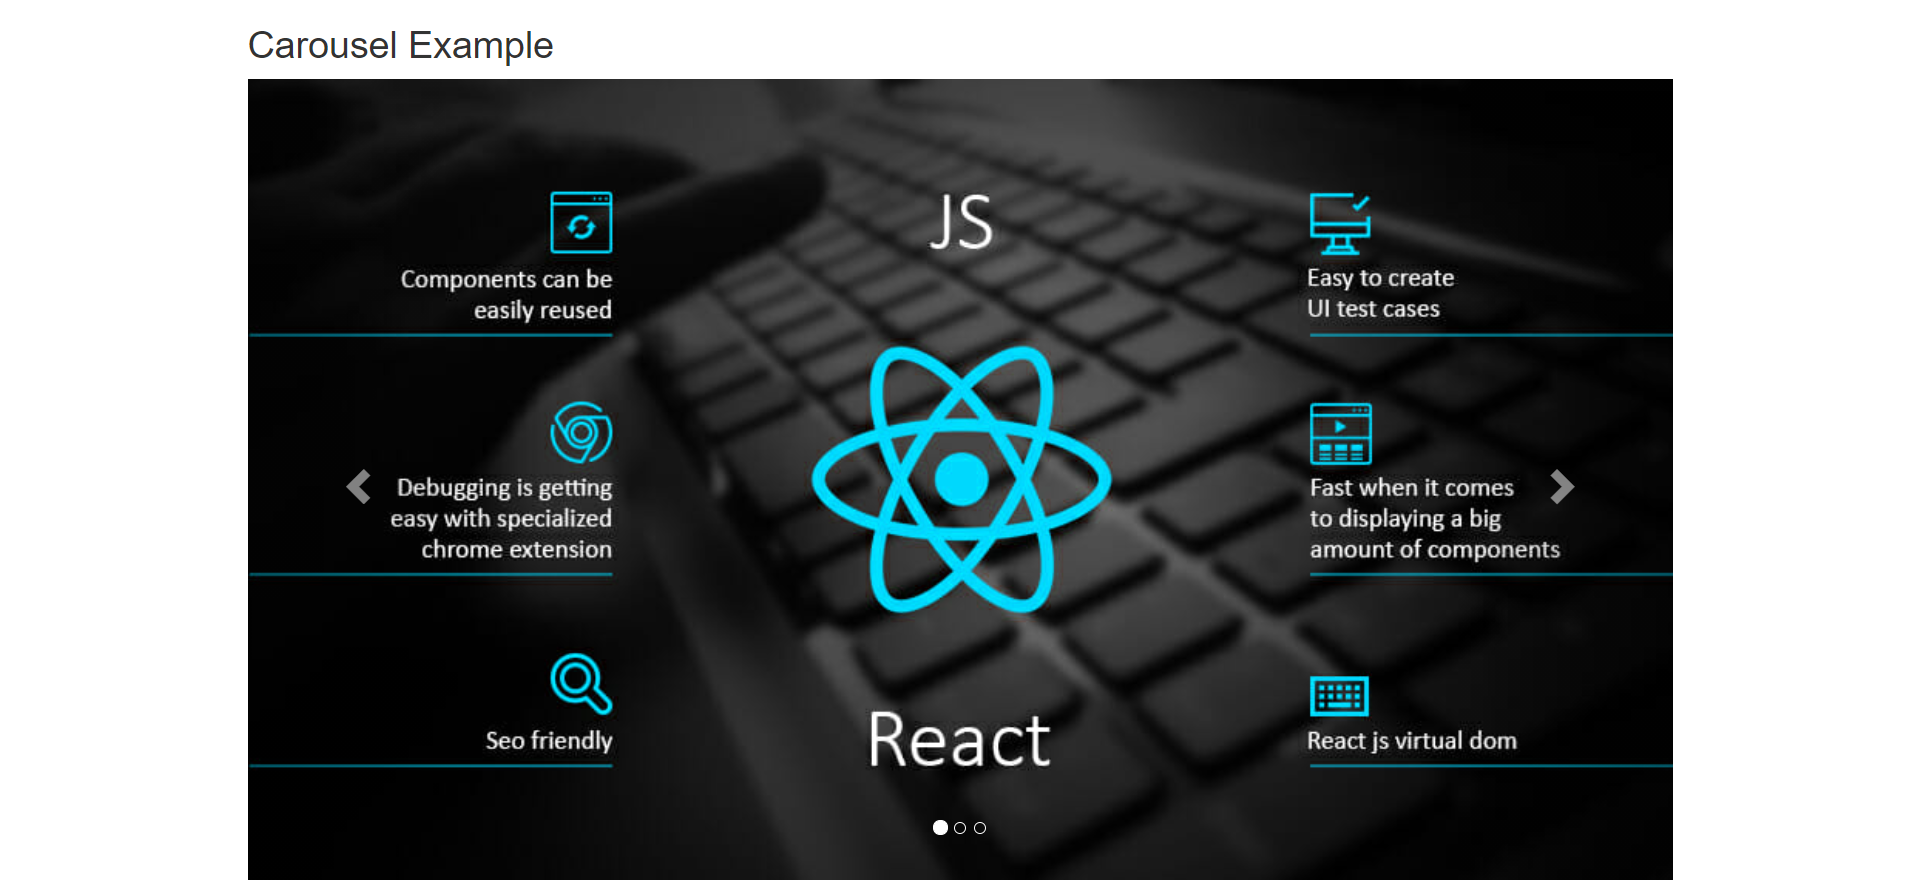 Carousel Example
JS
Components can be
easily reused
Easy to create
UI test cases
Debugging is getting
easy with specialized
chrome extension
Fast when it comes
to displaying a big
amount of components
Seo friendly
React
React js virtual dom